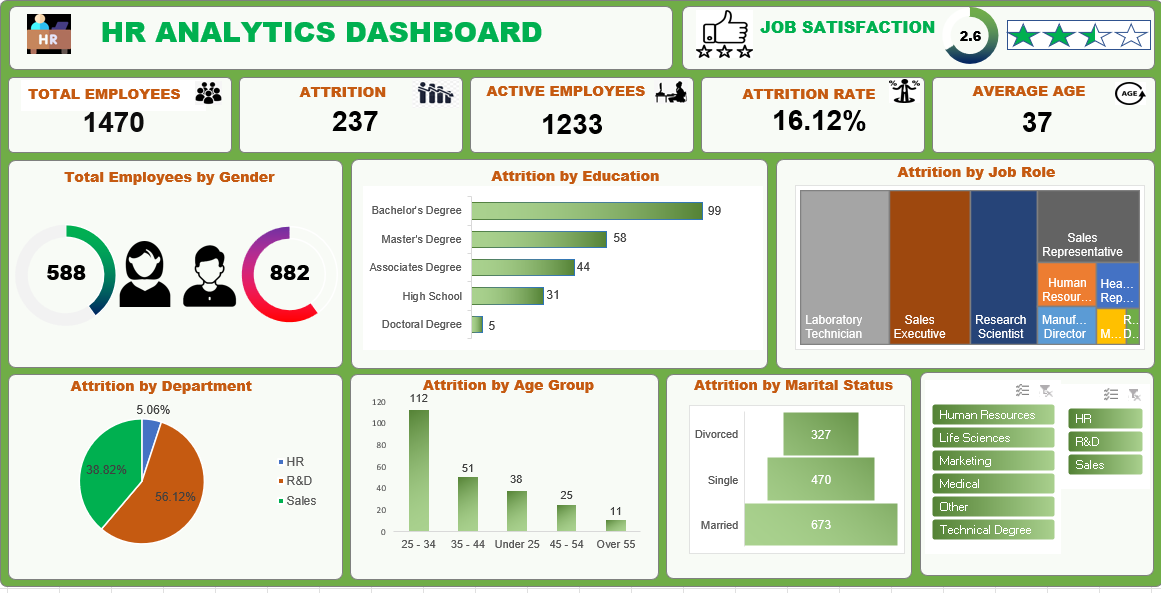 HR
HR ANALYTICS DASHBOARD
JOB SATISFACTION
2.6
TOTAL EMPLOYEES
1470
ATTRITION
237
ACTIVE EMPLOYEES
1233
ATTRITION RATE
% %
16.12%
AVERAGE AGE
AGE
37
Total Employees by Gender
588
882
Attrition by Education
Bachelor's Degree
99
Master's Degree
58
Associates Degree
44
High School
31
Doctoral Degree
5
Attrition by Job Role
Laboratory
Technician
Sales
Executive
Research
Scientist
Sales
Representative
Human
Resour...
Hea...
Rep...
Manuf...
Director
M...
R...
D...
Attrition by Department
5.06%
38.82%
56.12%
HR
R&D
Sales
Attrition by Age Group
120
100
80
60
40
20
0
112
51
38
25
11
25 - 34
35 - 44
Under 25
45 - 54
Over 55
Attrition by Marital Status
Divorced
327
Single
470
Married
673
Human Resources
Life Sciences
Marketing
Medical
Other
Technical Degree
HR
R&D
Sales